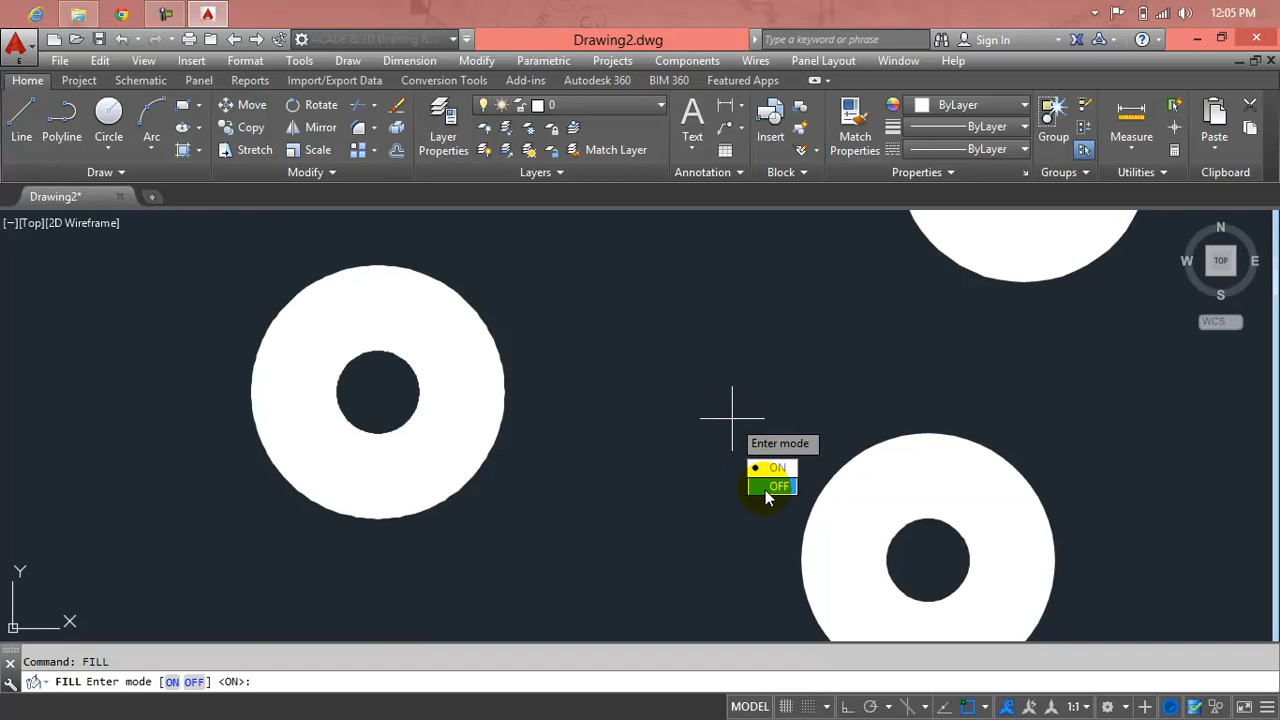 12:05 PM
ACADE & 2D Drafting &
Drawing2.dwg
Type a keyword or phrase
Sign In
File Edit View Insert Format Tools Draw Dimension Modify Parametric Projects Components Wires Panel Layout Window Help
Home Project Schematic Panel Reports Import/Export Data Conversion Tools Add-ins Autodesk 360 BIM 360 Featured Apps
Line Polyline Circle Arc
Move Rotate
Copy Mirror
Stretch Scale
Layer Properties
0
Match Layer
Text
Insert
Match Properties
ByLayer
ByLayer
ByLayer
Group
Measure
Paste
Draw Modify Layers Annotation Block Properties Groups Utilities Clipboard
Drawing2*
[−][Top][2D Wireframe]
N
W TOP E
S
WCS
Enter mode
ON
OFF
Y
X
Command: FILL
FILL Enter mode [ON OFF] <ON>:
MODEL 1:1